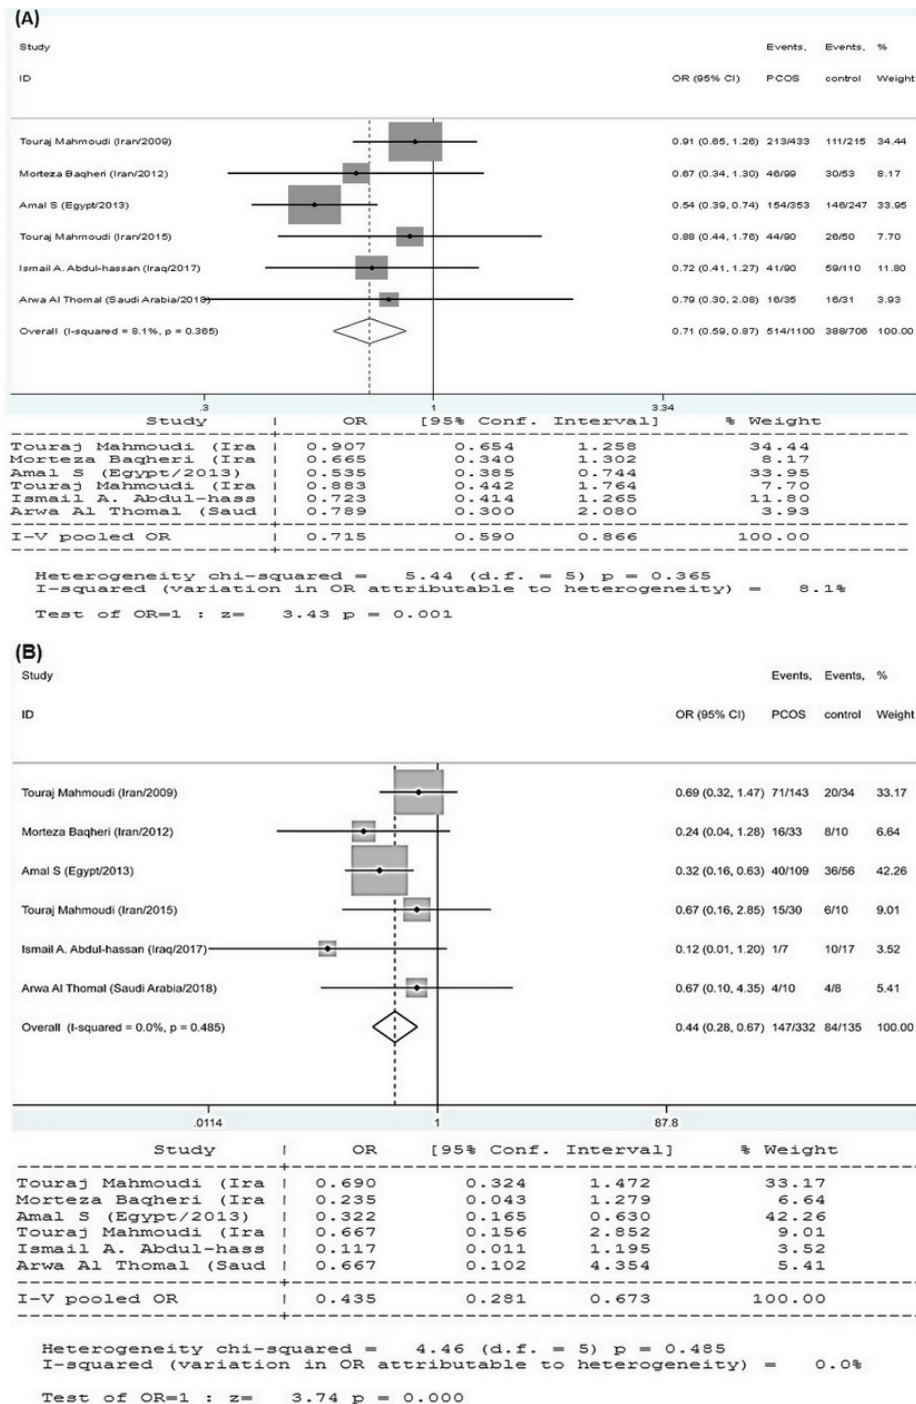 (A)
Study Events, Events, %
ID OR (95% CI) PCOS control Weight
Touraj Mahmoudi (Iran/2009) 0.91 (0.65, 1.26) 213/433 111/215 34.44
Morteza Baqheri (Iran/2012) 0.67 (0.34, 1.30) 46/99 30/53 8.17
Amal S (Egypt/2013) 0.54 (0.39, 0.74) 154/353 146/247 33.95
Touraj Mahmoudi (Iran/2015) 0.88 (0.44, 1.76) 44/90 26/50 7.70
Ismail A. Abdul-hassan (Iraq/2017) 0.72 (0.41, 1.27) 41/90 59/110 11.80
Arwa Al Thomal (Saudi Arabia/2018) 0.79 (0.30, 2.08) 16/35 16/31 3.93
Overall (I-squared = 8.1%, p = 0.365) 0.71 (0.59, 0.87) 514/1100 388/706 100.00
.3 1 3.34
Study | OR [95% Conf. Interval] % Weight
Touraj Mahmoudi (Ira | 0.907 0.654 1.258 34.44
Morteza Baqheri (Ira | 0.665 0.340 1.302 8.17
Amal S (Egypt/2013) | 0.535 0.385 0.744 33.95
Touraj Mahmoudi (Ira | 0.883 0.442 1.764 7.70
Ismail A. Abdul-hass | 0.723 0.414 1.265 11.80
Arwa Al Thomal (Saud | 0.789 0.300 2.080 3.93
I-V pooled OR | 0.715 0.590 0.866 100.00
Heterogeneity chi-squared = 5.44 (d.f. = 5) p = 0.365
I-squared (variation in OR attributable to heterogeneity) = 8.1%
Test of OR=1 : z= 3.43 p = 0.001
(B)
Study Events, Events, %
ID OR (95% CI) PCOS control Weight
Touraj Mahmoudi (Iran/2009) 0.69 (0.32, 1.47) 71/143 20/34 33.17
Morteza Baqheri (Iran/2012) 0.24 (0.04, 1.28) 16/33 8/10 6.64
Amal S (Egypt/2013) 0.32 (0.16, 0.63) 40/109 36/56 42.26
Touraj Mahmoudi (Iran/2015) 0.67 (0.16, 2.85) 15/30 6/10 9.01
Ismail A. Abdul-hassan (Iraq/2017) 0.12 (0.01, 1.20) 1/7 10/17 3.52
Arwa Al Thomal (Saudi Arabia/2018) 0.67 (0.10, 4.35) 4/10 4/8 5.41
Overall (I-squared = 0.0%, p = 0.485) 0.44 (0.28, 0.67) 147/332 84/135 100.00
.0114 1 87.8
Study | OR [95% Conf. Interval] % Weight
Touraj Mahmoudi (Ira | 0.690 0.324 1.472 33.17
Morteza Baqheri (Ira | 0.235 0.043 1.279 6.64
Amal S (Egypt/2013) | 0.322 0.165 0.630 42.26
Touraj Mahmoudi (Ira | 0.667 0.156 2.852 9.01
Ismail A. Abdul-hass | 0.117 0.011 1.195 3.52
Arwa Al Thomal (Saud | 0.667 0.102 4.354 5.41
I-V pooled OR | 0.435 0.281 0.673 100.00
Heterogeneity chi-squared = 4.46 (d.f. = 5) p = 0.485
I-squared (variation in OR attributable to heterogeneity) = 0.0%
Test of OR=1 : z= 3.74 p = 0.000